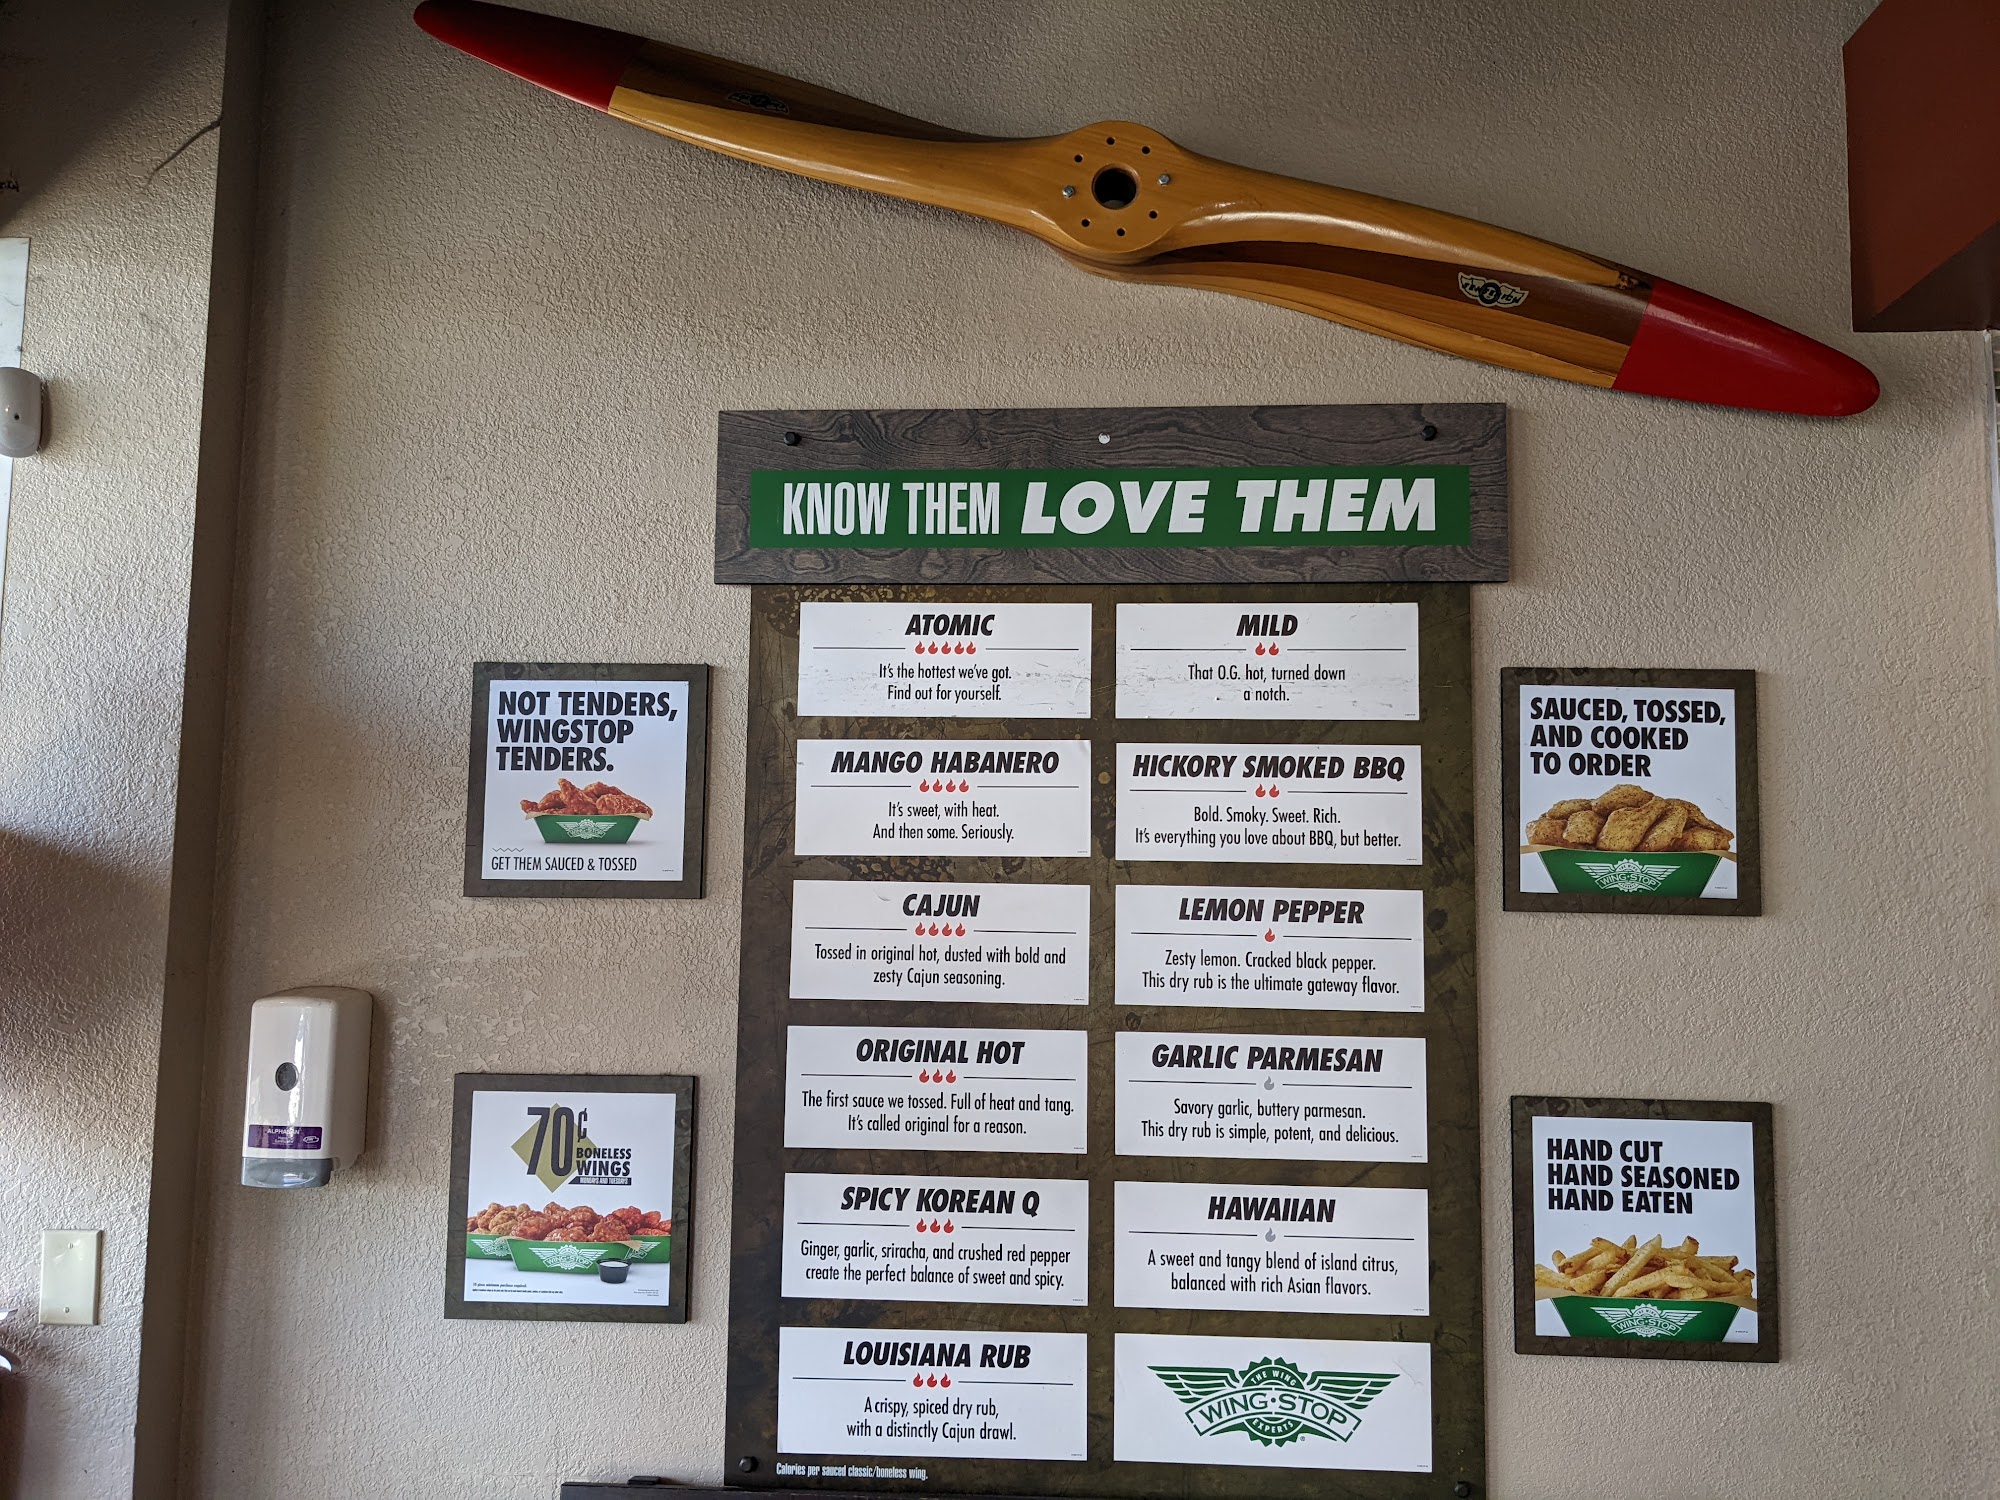 KNOW THEM LOVE THEM
ATOMIC
It's the hottest we've got.
Find out for yourself.
MILD
That O.G. hot, turned down
a notch.
MANGO HABANERO
It's sweet, with heat.
And then some. Seriously.
HICKORY SMOKED BBQ
Bold. Smoky. Sweet. Rich.
It's everything you love about BBQ, but better.
CAJUN
Tossed in original hot, dusted with bold and
zesty Cajun seasoning.
LEMON PEPPER
Zesty lemon. Cracked black pepper.
This dry rub is the ultimate gateway flavor.
ORIGINAL HOT
The first sauce we tossed. Full of heat and tang.
It's called original for a reason.
GARLIC PARMESAN
Savory garlic, buttery parmesan.
This dry rub is simple, potent, and delicious.
SPICY KOREAN Q
Ginger, garlic, sriracha, and crushed red pepper
create the perfect balance of sweet and spicy.
HAWAIIAN
A sweet and tangy blend of island citrus,
balanced with rich Asian flavors.
LOUISIANA RUB
A crispy, spiced dry rub,
with a distinctly Cajun drawl.
THE WING
WING·STOP
EXPERTS
Calories per sauced classic/boneless wing.
NOT TENDERS,
WINGSTOP
TENDERS.
GET THEM SAUCED & TOSSED
70¢
BONELESS
WINGS
MONDAYS AND TUESDAYS
SAUCED, TOSSED,
AND COOKED
TO ORDER
WING·STOP
HAND CUT
HAND SEASONED
HAND EATEN
WING·STOP